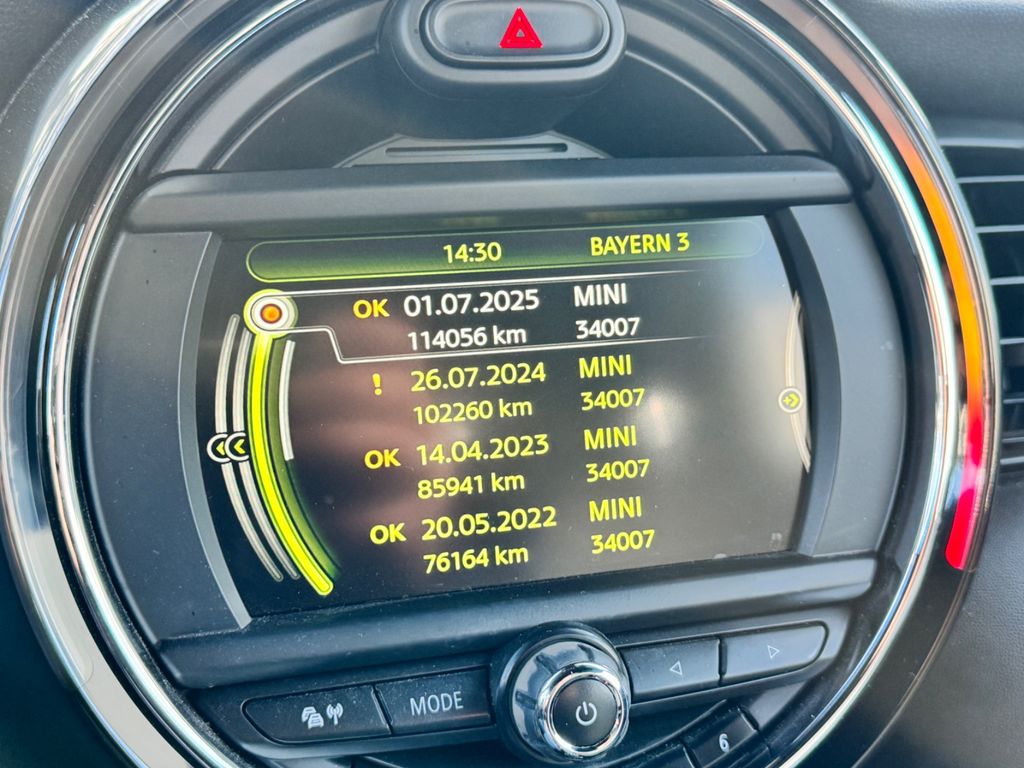 14:30 BAYERN 3
OK 01.07.2025 MINI
114056 km 34007
! 26.07.2024 MINI
102260 km 34007
OK 14.04.2023 MINI
85941 km 34007
OK 20.05.2022 MINI
76164 km 34007
MODE
6